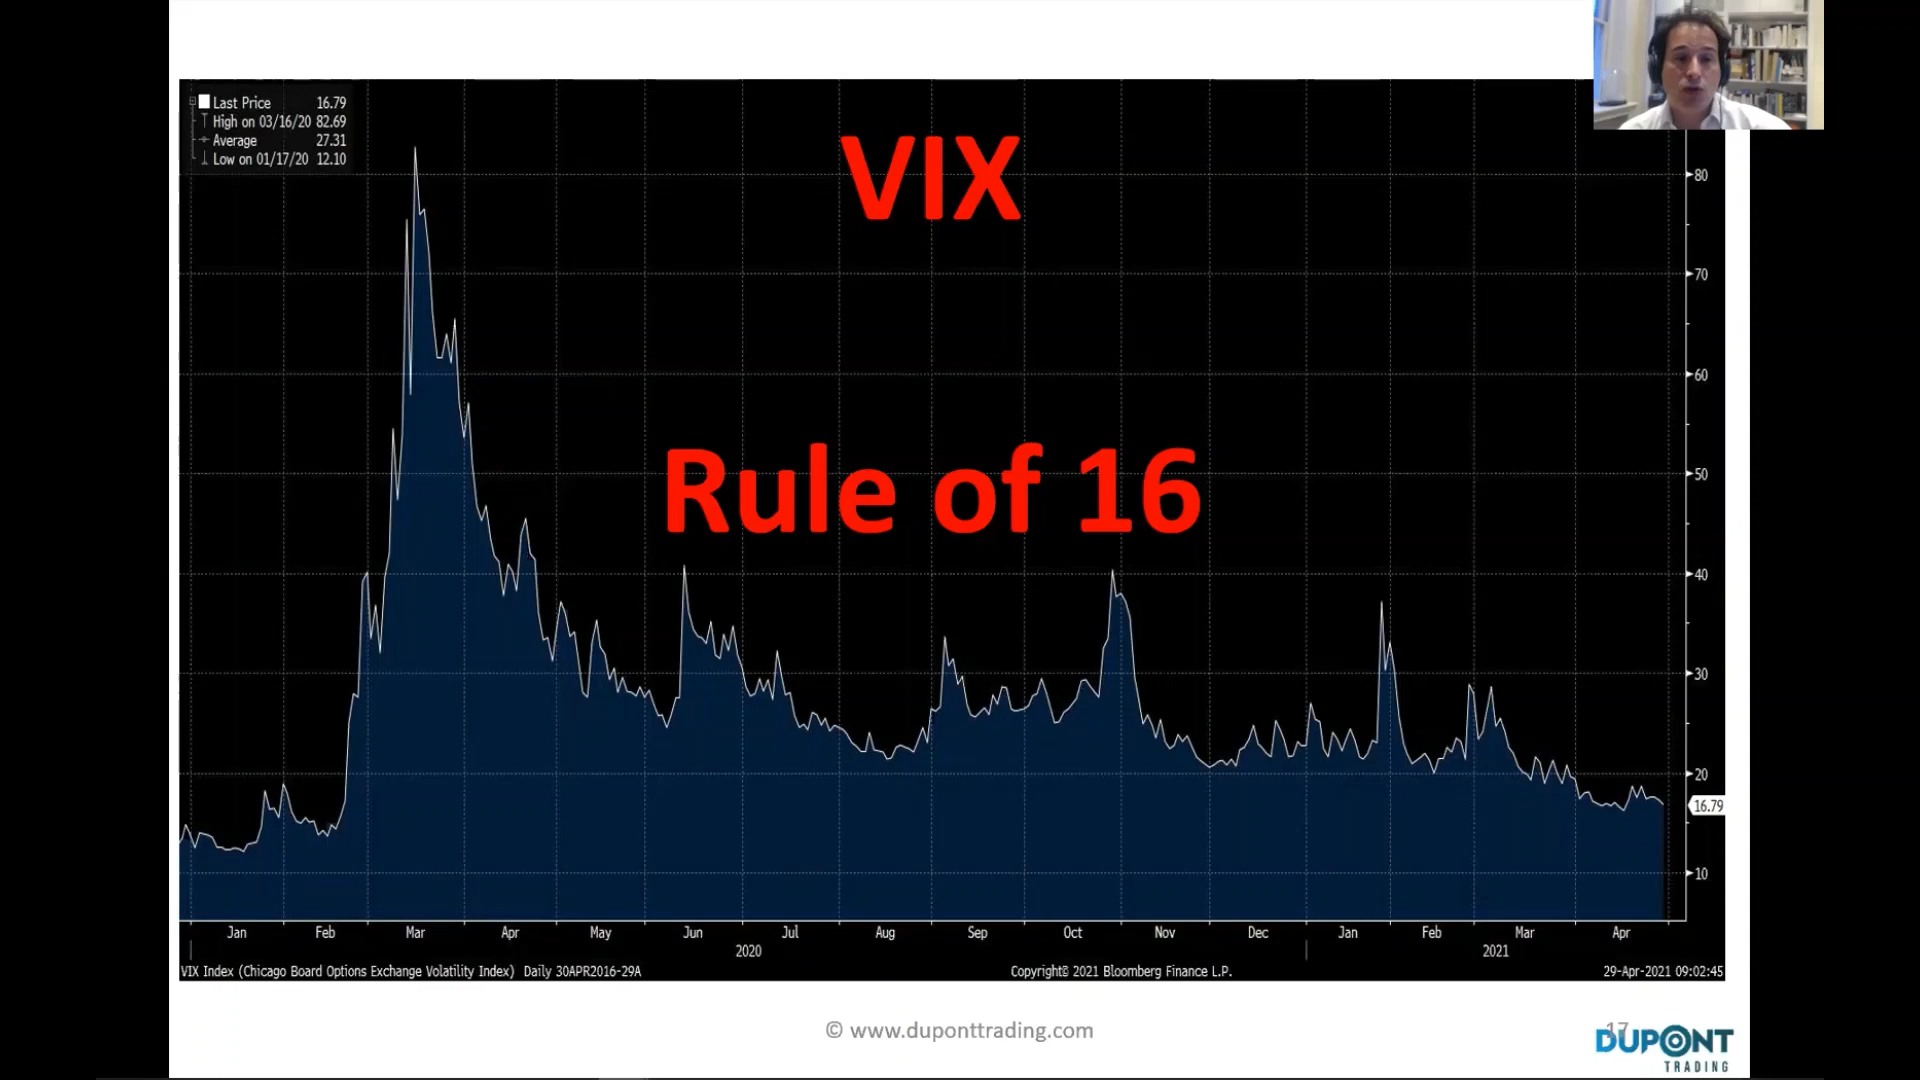 Last Price 16.79
High on 03/16/20 82.69
Average 27.31
Low on 01/17/20 12.10
VIX
Rule of 16
80
70
60
50
40
30
20
16.79
10
Jan Feb Mar Apr May Jun Jul Aug Sep Oct Nov Dec Jan Feb Mar Apr
2020 2021
VIX Index (Chicago Board Options Exchange Volatility Index) Daily 30APR2016-29A Copyright© 2021 Bloomberg Finance L.P. 29-Apr-2021 09:02:45
© www.duponttrading.com
17
DUPONT
TRADING